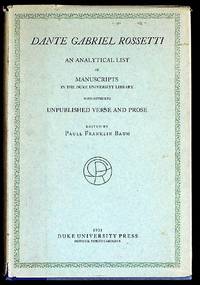 DANTE GABRIEL ROSSETTI
AN ANALYTICAL LIST
OF
MANUSCRIPTS
IN THE DUKE UNIVERSITY LIBRARY
WITH HITHERTO
UNPUBLISHED VERSE AND PROSE
EDITED BY
PAULL FRANKLIN BAUM
1931
DUKE UNIVERSITY PRESS
DURHAM, NORTH CAROLINA